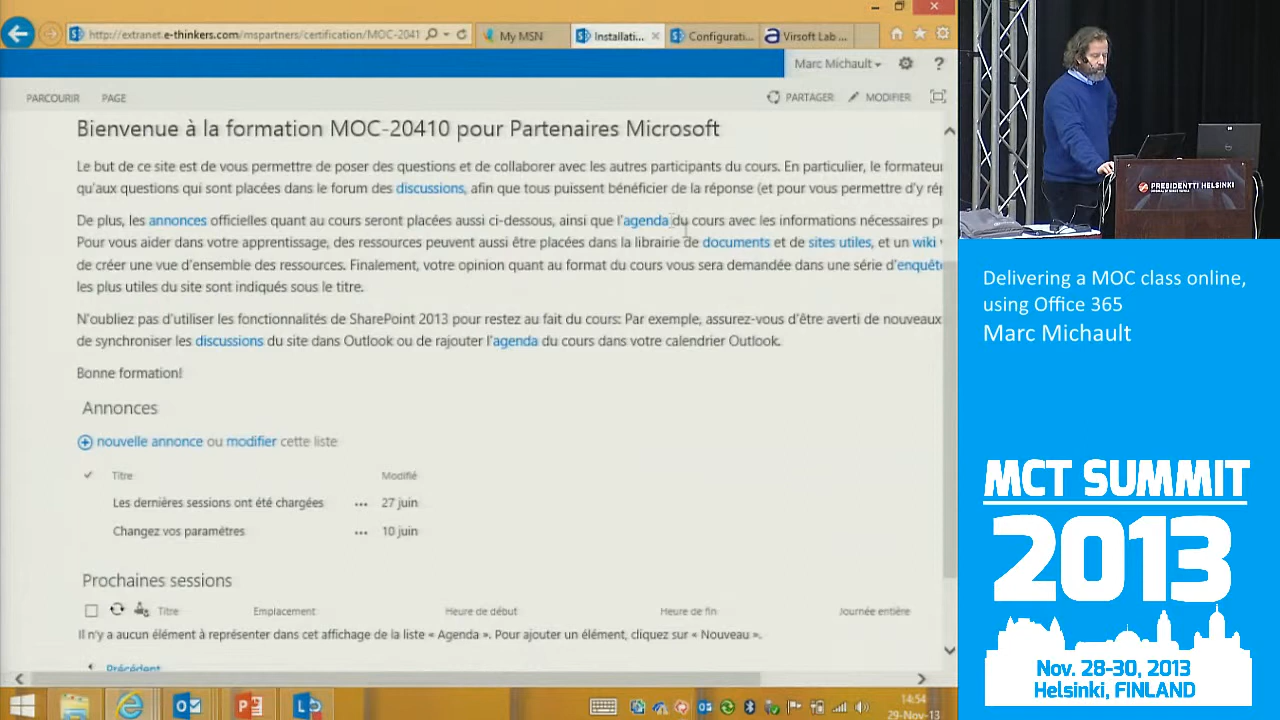 http://extranet.e-thinkers.com/mspartners/certification/MOC-2041
My MSN
Installati...
Configurati...
Virsoft Lab ...
Marc Michault
?
PARCOURIR
PAGE
PARTAGER
MODIFIER
Bienvenue à la formation MOC-20410 pour Partenaires Microsoft
Le but de ce site est de vous permettre de poser des questions et de collaborer avec les autres participants du cours. En particulier, le formateu
qu'aux questions qui sont placées dans le forum des discussions, afin que tous puissent bénéficier de la réponse (et pour vous permettre d'y ré
De plus, les annonces officielles quant au cours seront placées aussi ci-dessous, ainsi que l'agenda du cours avec les informations nécessaires p
Pour vous aider dans votre apprentissage, des ressources peuvent aussi être placées dans la librairie de documents et de sites utiles, et un wiki
de créer une vue d'ensemble des ressources. Finalement, votre opinion quant au format du cours vous sera demandée dans une série d'enquêt
les plus utiles du site sont indiqués sous le titre.
N'oubliez pas d'utiliser les fonctionnalités de SharePoint 2013 pour restez au fait du cours: Par exemple, assurez-vous d'être averti de nouveaux
de synchroniser les discussions du site dans Outlook ou de rajouter l'agenda du cours dans votre calendrier Outlook.
Bonne formation!
Annonces
nouvelle annonce ou modifier cette liste
Titre
Modifié
Les dernières sessions ont été chargées ... 27 juin
Changez vos paramètres ... 10 juin
Prochaines sessions
Titre
Emplacement
Heure de début
Heure de fin
Journée entière
Il n'y a aucun élément à représenter dans cet affichage de la liste « Agenda ». Pour ajouter un élément, cliquez sur « Nouveau ».
Précédent
14:54
29-Nov-13
PRESIDENTTI HELSINKI
Delivering a MOC class online,
using Office 365
Marc Michault
MCT SUMMIT
2013
Nov. 28-30, 2013
Helsinki, FINLAND